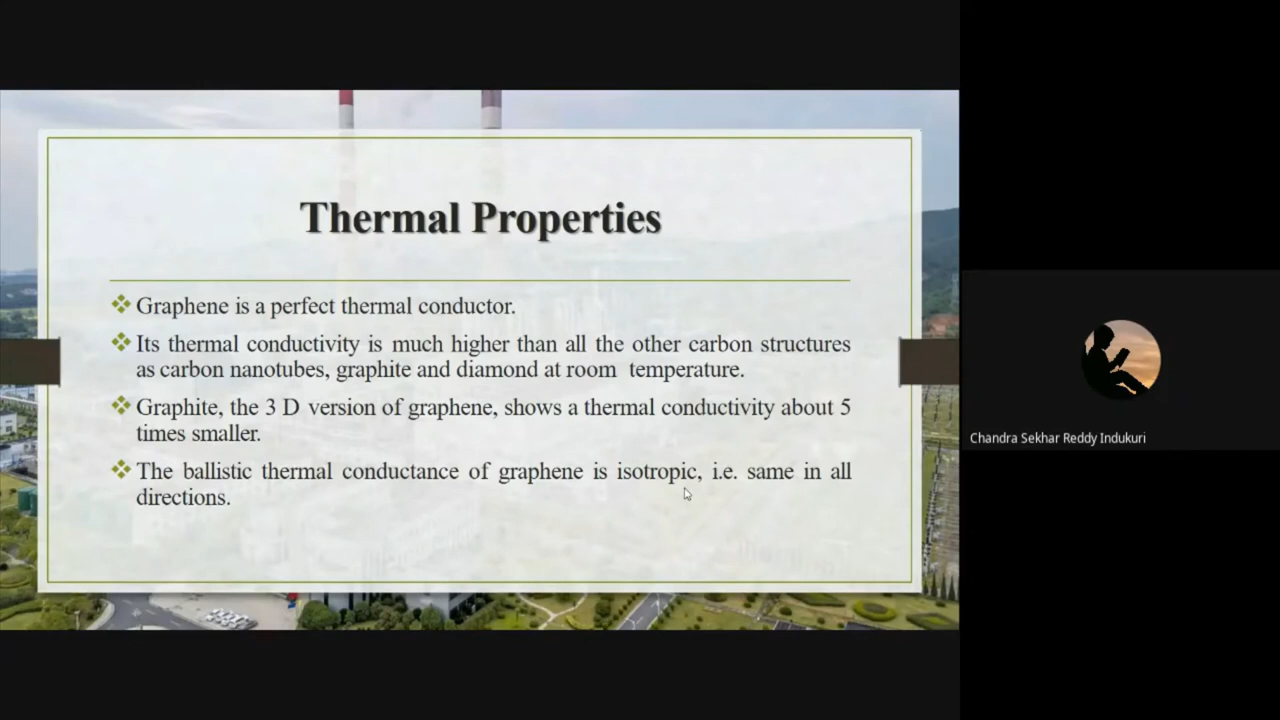 Thermal Properties
❖ Graphene is a perfect thermal conductor.
❖ Its thermal conductivity is much higher than all the other carbon structures
as carbon nanotubes, graphite and diamond at room temperature.
❖ Graphite, the 3 D version of graphene, shows a thermal conductivity about 5
times smaller.
❖ The ballistic thermal conductance of graphene is isotropic, i.e. same in all
directions.
Chandra Sekhar Reddy Indukuri